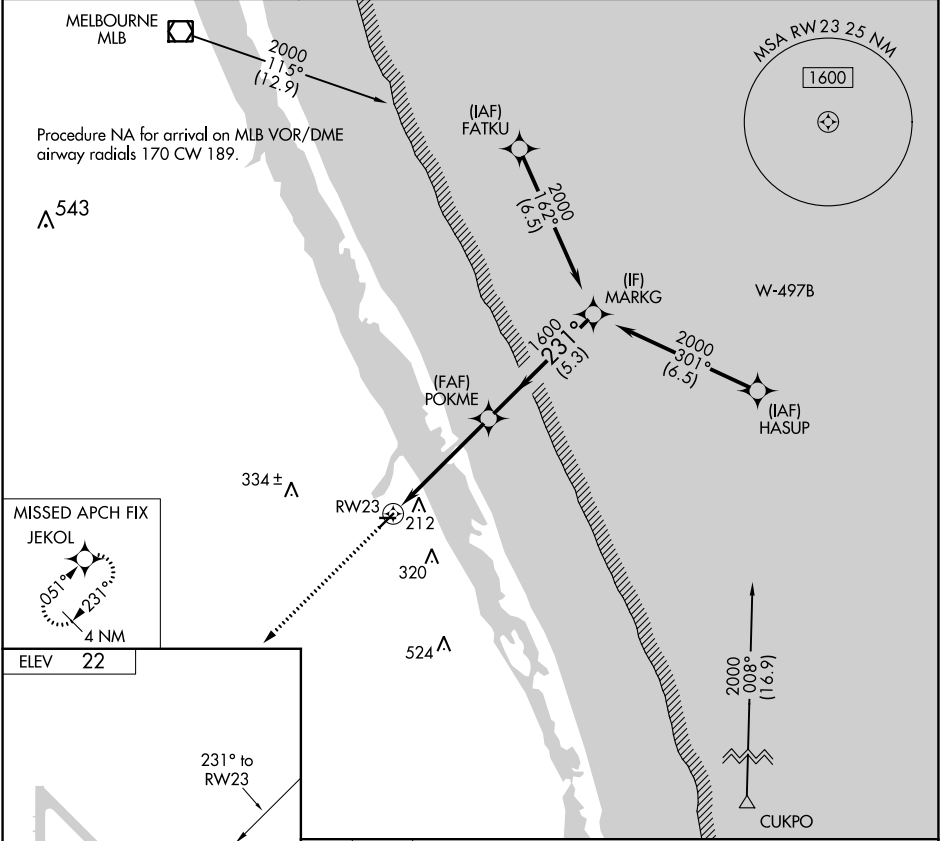 MELBOURNE
MLB
2000
115°
(12.9)
MSA RW 23 25 NM
1600
Procedure NA for arrival on MLB VOR/DME
airway radials 170 CW 189.
(IAF)
FATKU
2000
162°
(6.5)
543
(IF)
MARKG
W-497B
1600
231°
(5.3)
2000
301°
(6.5)
(FAF)
POKME
(IAF)
HASUP
334 ±
RW23
212
MISSED APCH FIX
JEKOL
051°
231°
4 NM
320
524
ELEV 22
2000
008°
(16.9)
231° to
RW23
CUKPO